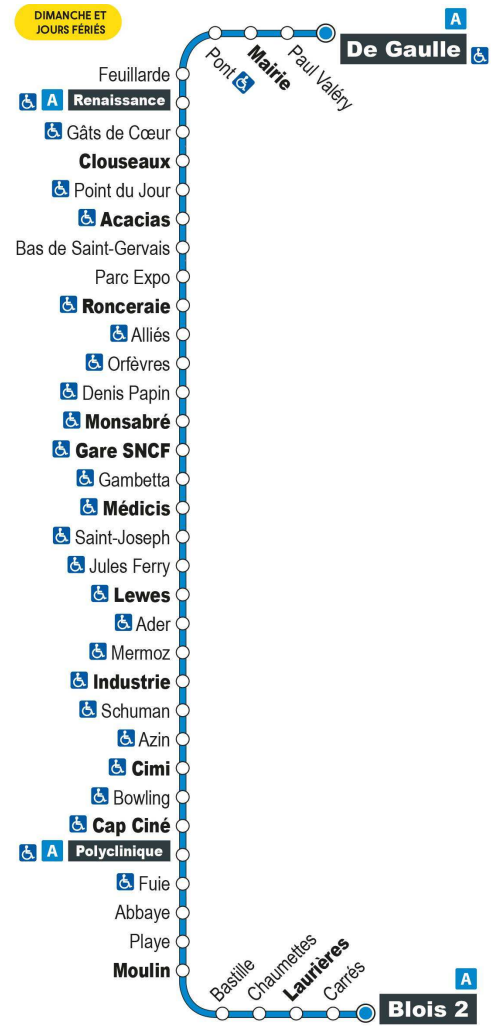 DIMANCHE ET
JOURS FÉRIÉS
A
De Gaulle
Paul Valéry
Mairie
Pont
Feuillarde
A Renaissance
Gâts de Cœur
Clouseaux
Point du Jour
Acacias
Bas de Saint-Gervais
Parc Expo
Ronceraie
Alliés
Orfèvres
Denis Papin
Monsabré
Gare SNCF
Gambetta
Médicis
Saint-Joseph
Jules Ferry
Lewes
Ader
Mermoz
Industrie
Schuman
Azin
Cimi
Bowling
Cap Ciné
A Polyclinique
Fuie
Abbaye
Playe
Moulin
Bastille
Chaumettes
Laurières
Carrés
A
Blois 2